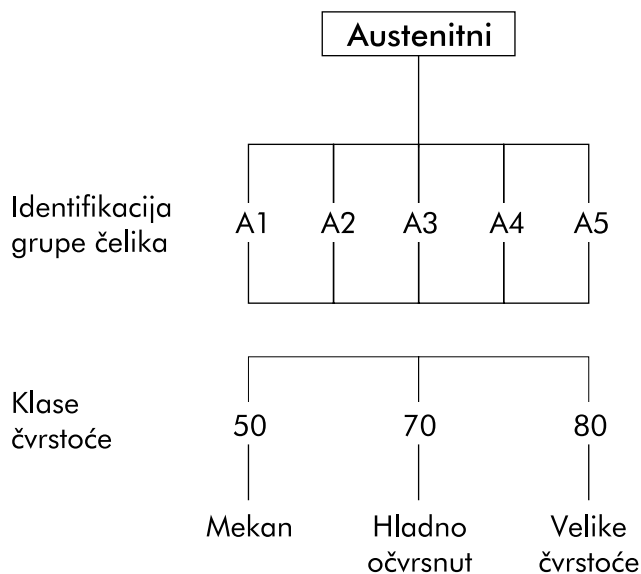 Austenitni
Identifikacija
grupe čelika
A1 A2 A3 A4 A5
Klase
čvrstoće
50 70 80
Mekan Hladno očvrsnut Velike čvrstoće